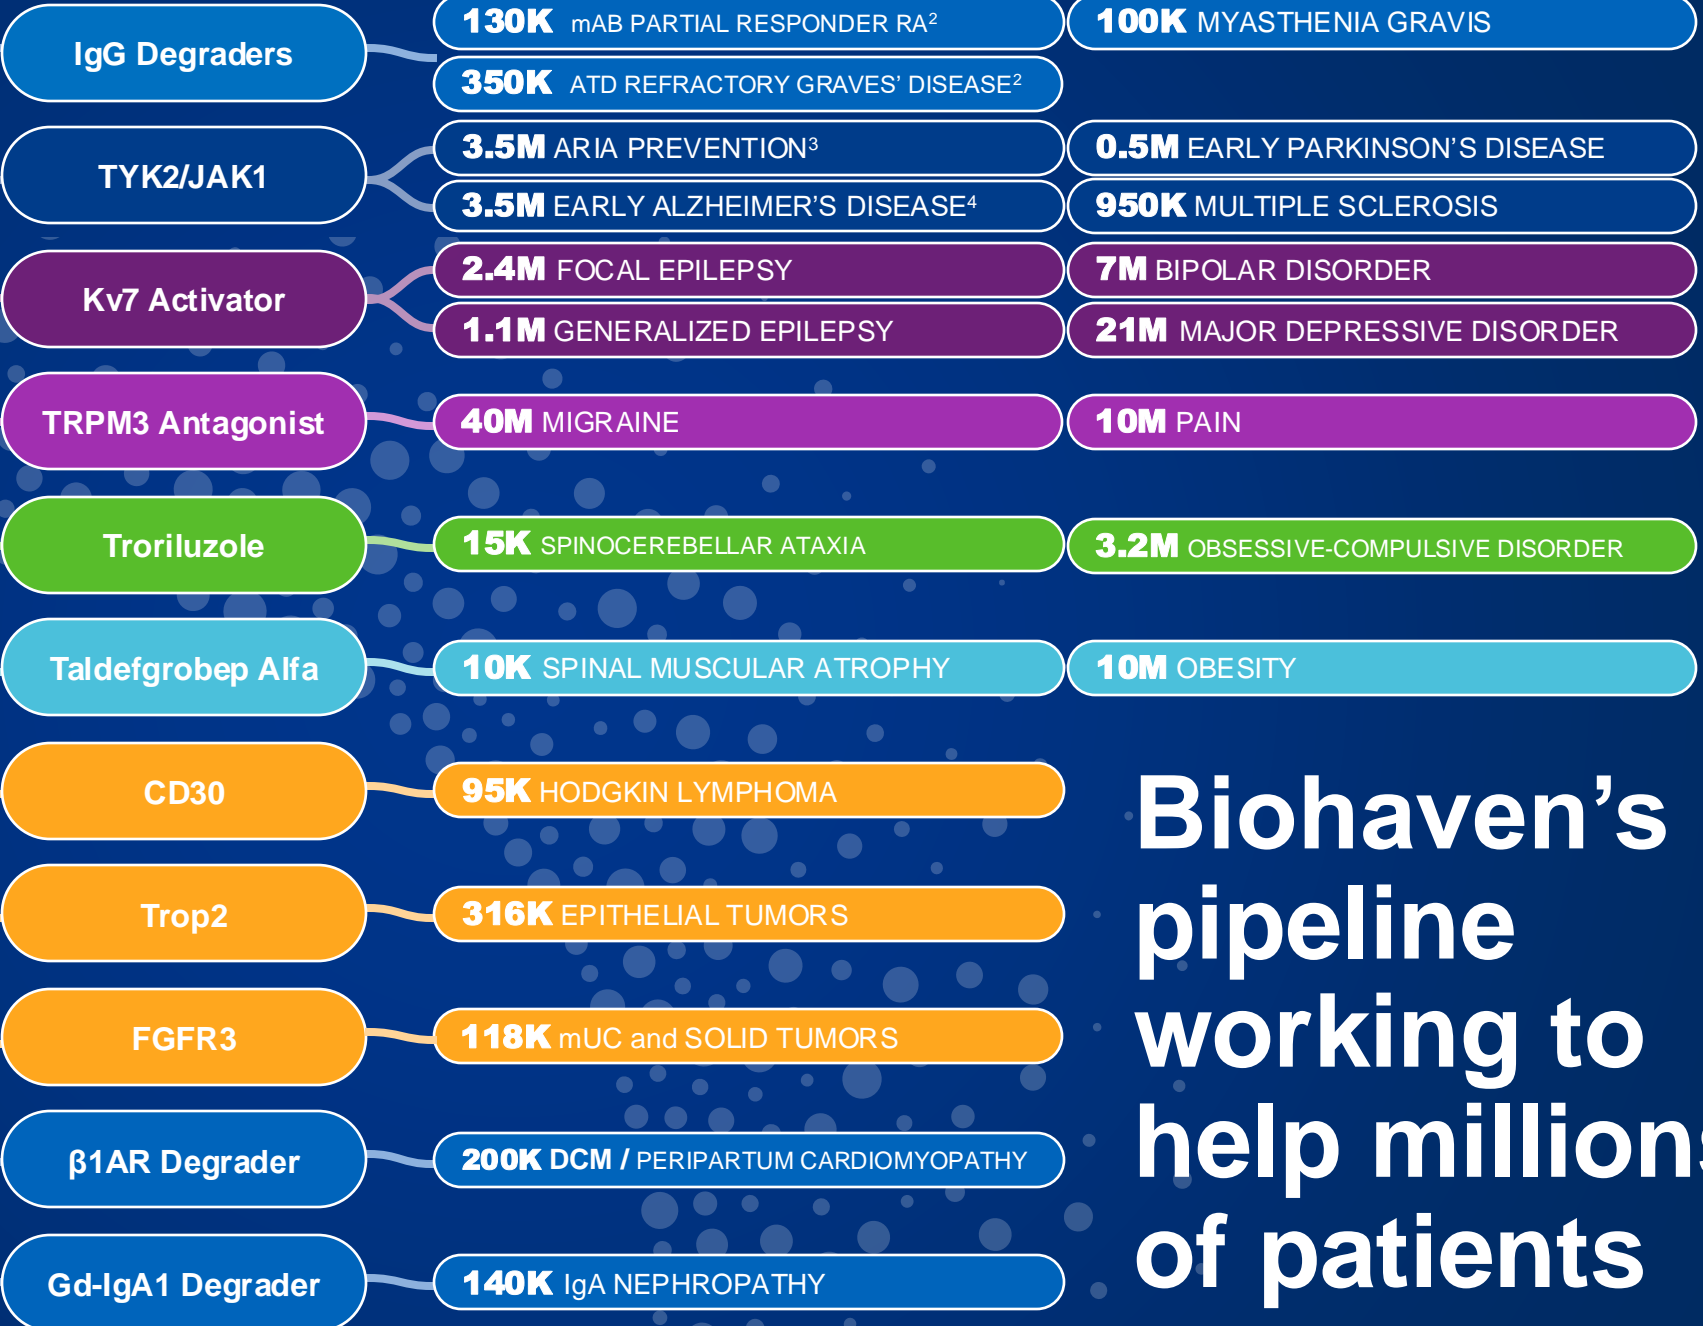 IgG Degraders
130K mAB PARTIAL RESPONDER RA²
100K MYASTHENIA GRAVIS
350K ATD REFRACTORY GRAVES’ DISEASE²
TYK2/JAK1
3.5M ARIA PREVENTION³
0.5M EARLY PARKINSON’S DISEASE
3.5M EARLY ALZHEIMER’S DISEASE⁴
950K MULTIPLE SCLEROSIS
Kv7 Activator
2.4M FOCAL EPILEPSY
7M BIPOLAR DISORDER
1.1M GENERALIZED EPILEPSY
21M MAJOR DEPRESSIVE DISORDER
TRPM3 Antagonist
40M MIGRAINE
10M PAIN
Troriluzole
15K SPINOCEREBELLAR ATAXIA
3.2M OBSESSIVE-COMPULSIVE DISORDER
Taldefgrobep Alfa
10K SPINAL MUSCULAR ATROPHY
10M OBESITY
CD30
95K HODGKIN LYMPHOMA
Trop2
316K EPITHELIAL TUMORS
FGFR3
118K mUC and SOLID TUMORS
β1AR Degrader
200K DCM / PERIPARTUM CARDIOMYOPATHY
Gd-IgA1 Degrader
140K IgA NEPHROPATHY
Biohaven’s
pipeline
working to
help millions
of patients